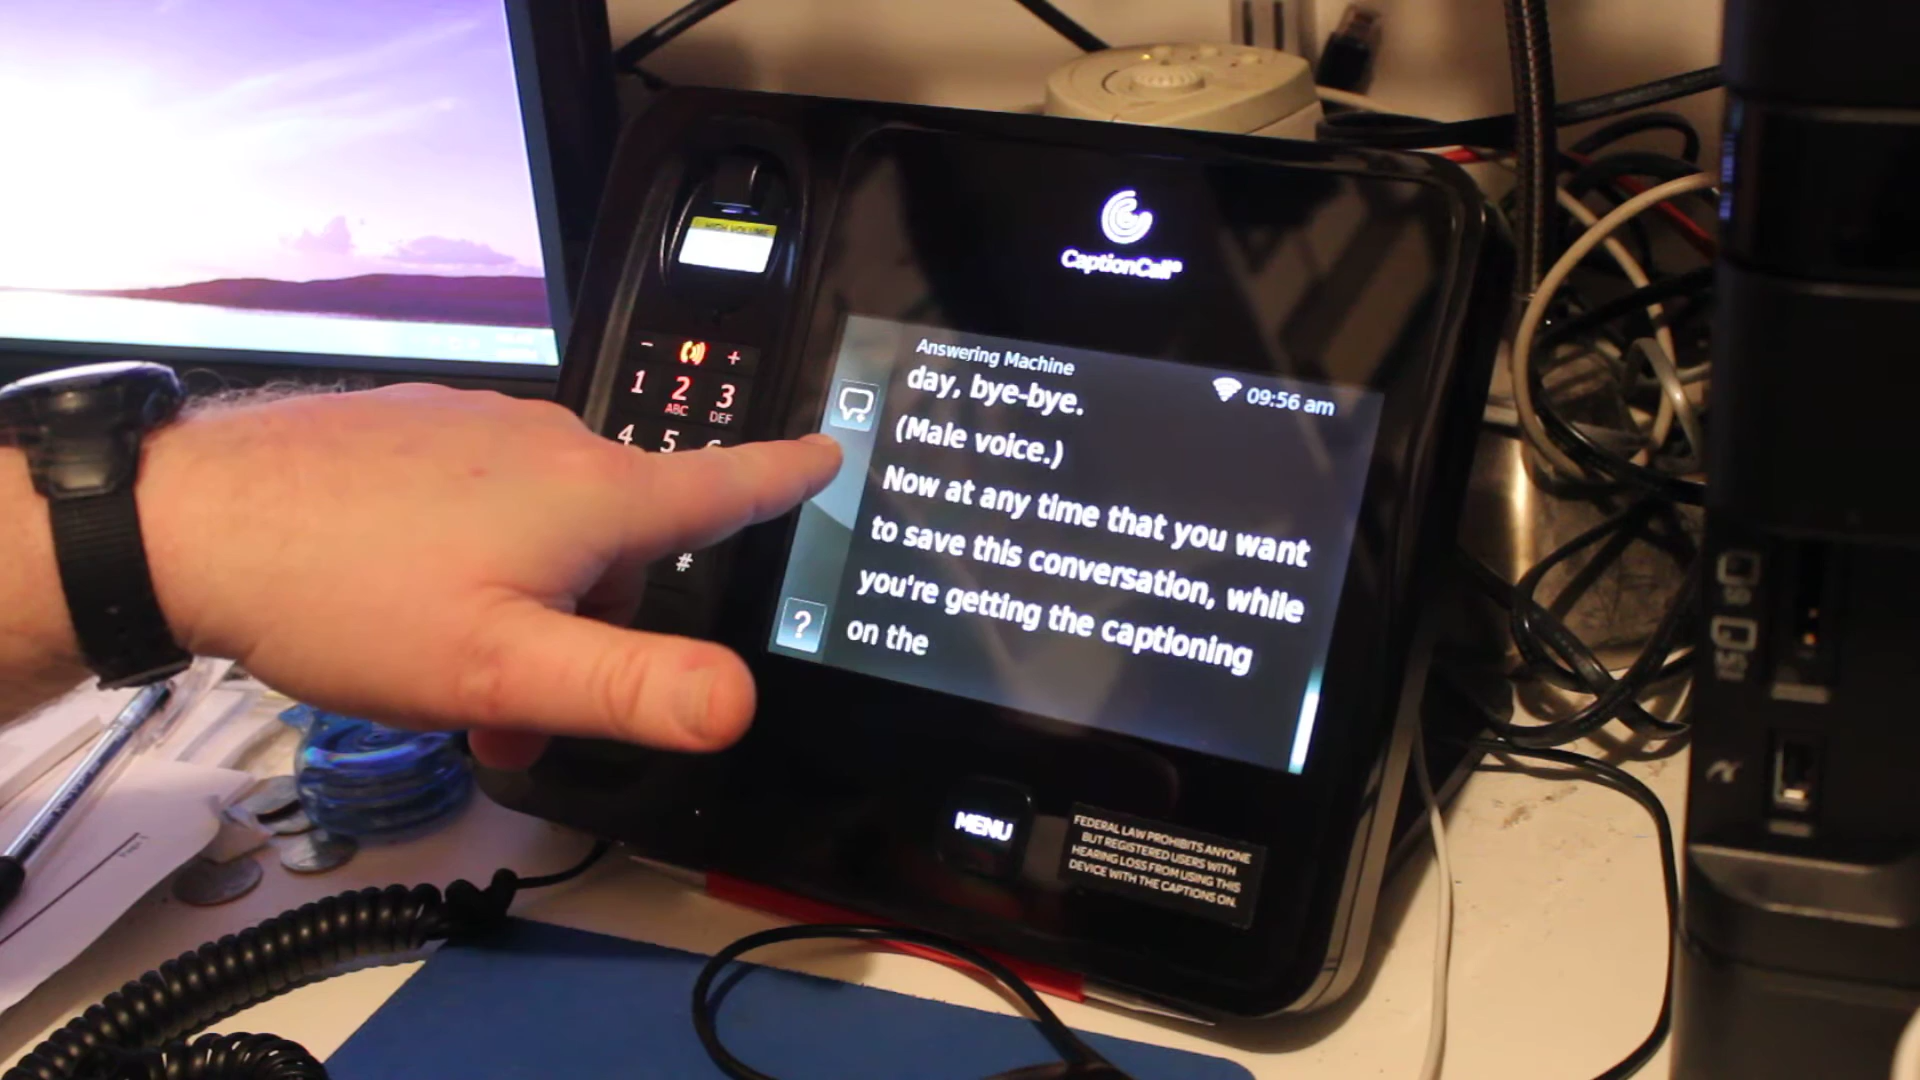 HIGH VOLUME
CaptionCall®
- +
1 2 3
ABC DEF
4 5
#
Answering Machine
09:56 am
day, bye-bye.
(Male voice.)
Now at any time that you want
to save this conversation, while
you're getting the captioning
on the
?
MENU
FEDERAL LAW PROHIBITS ANYONE
BUT REGISTERED USERS WITH
HEARING LOSS FROM USING THIS
DEVICE WITH THE CAPTIONS ON.